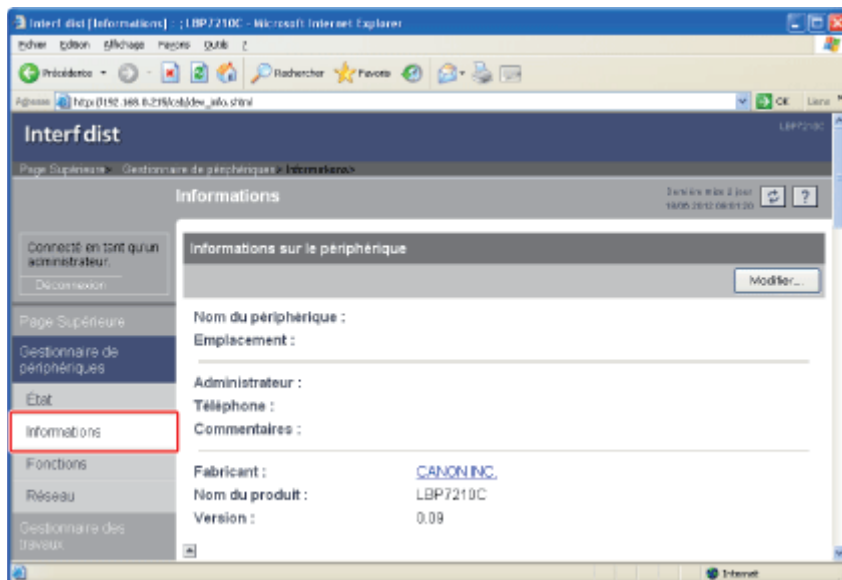 Interf dist [Informations] : ; LBP7210C - Microsoft Internet Explorer
Fichier Edition Affichage Favoris Outils ?
Précédente Rechercher Favoris
Adresse OK Liens
Interf dist
LBP7210C
Page Supérieure> Gestionnaire de périphériques> Informations>
Informations
Dernière mise à jour
Connecté en tant qu'un
administrateur.
Déconnexion
Informations sur le périphérique
Modifier...
Page Supérieure
Gestionnaire de
périphériques
État
Informations
Fonctions
Réseau
Gestionnaire des
travaux
Nom du périphérique :
Emplacement :
Administrateur :
Téléphone :
Commentaires :
Fabricant : CANON INC.
Nom du produit : LBP7210C
Version : 0.09
Internet